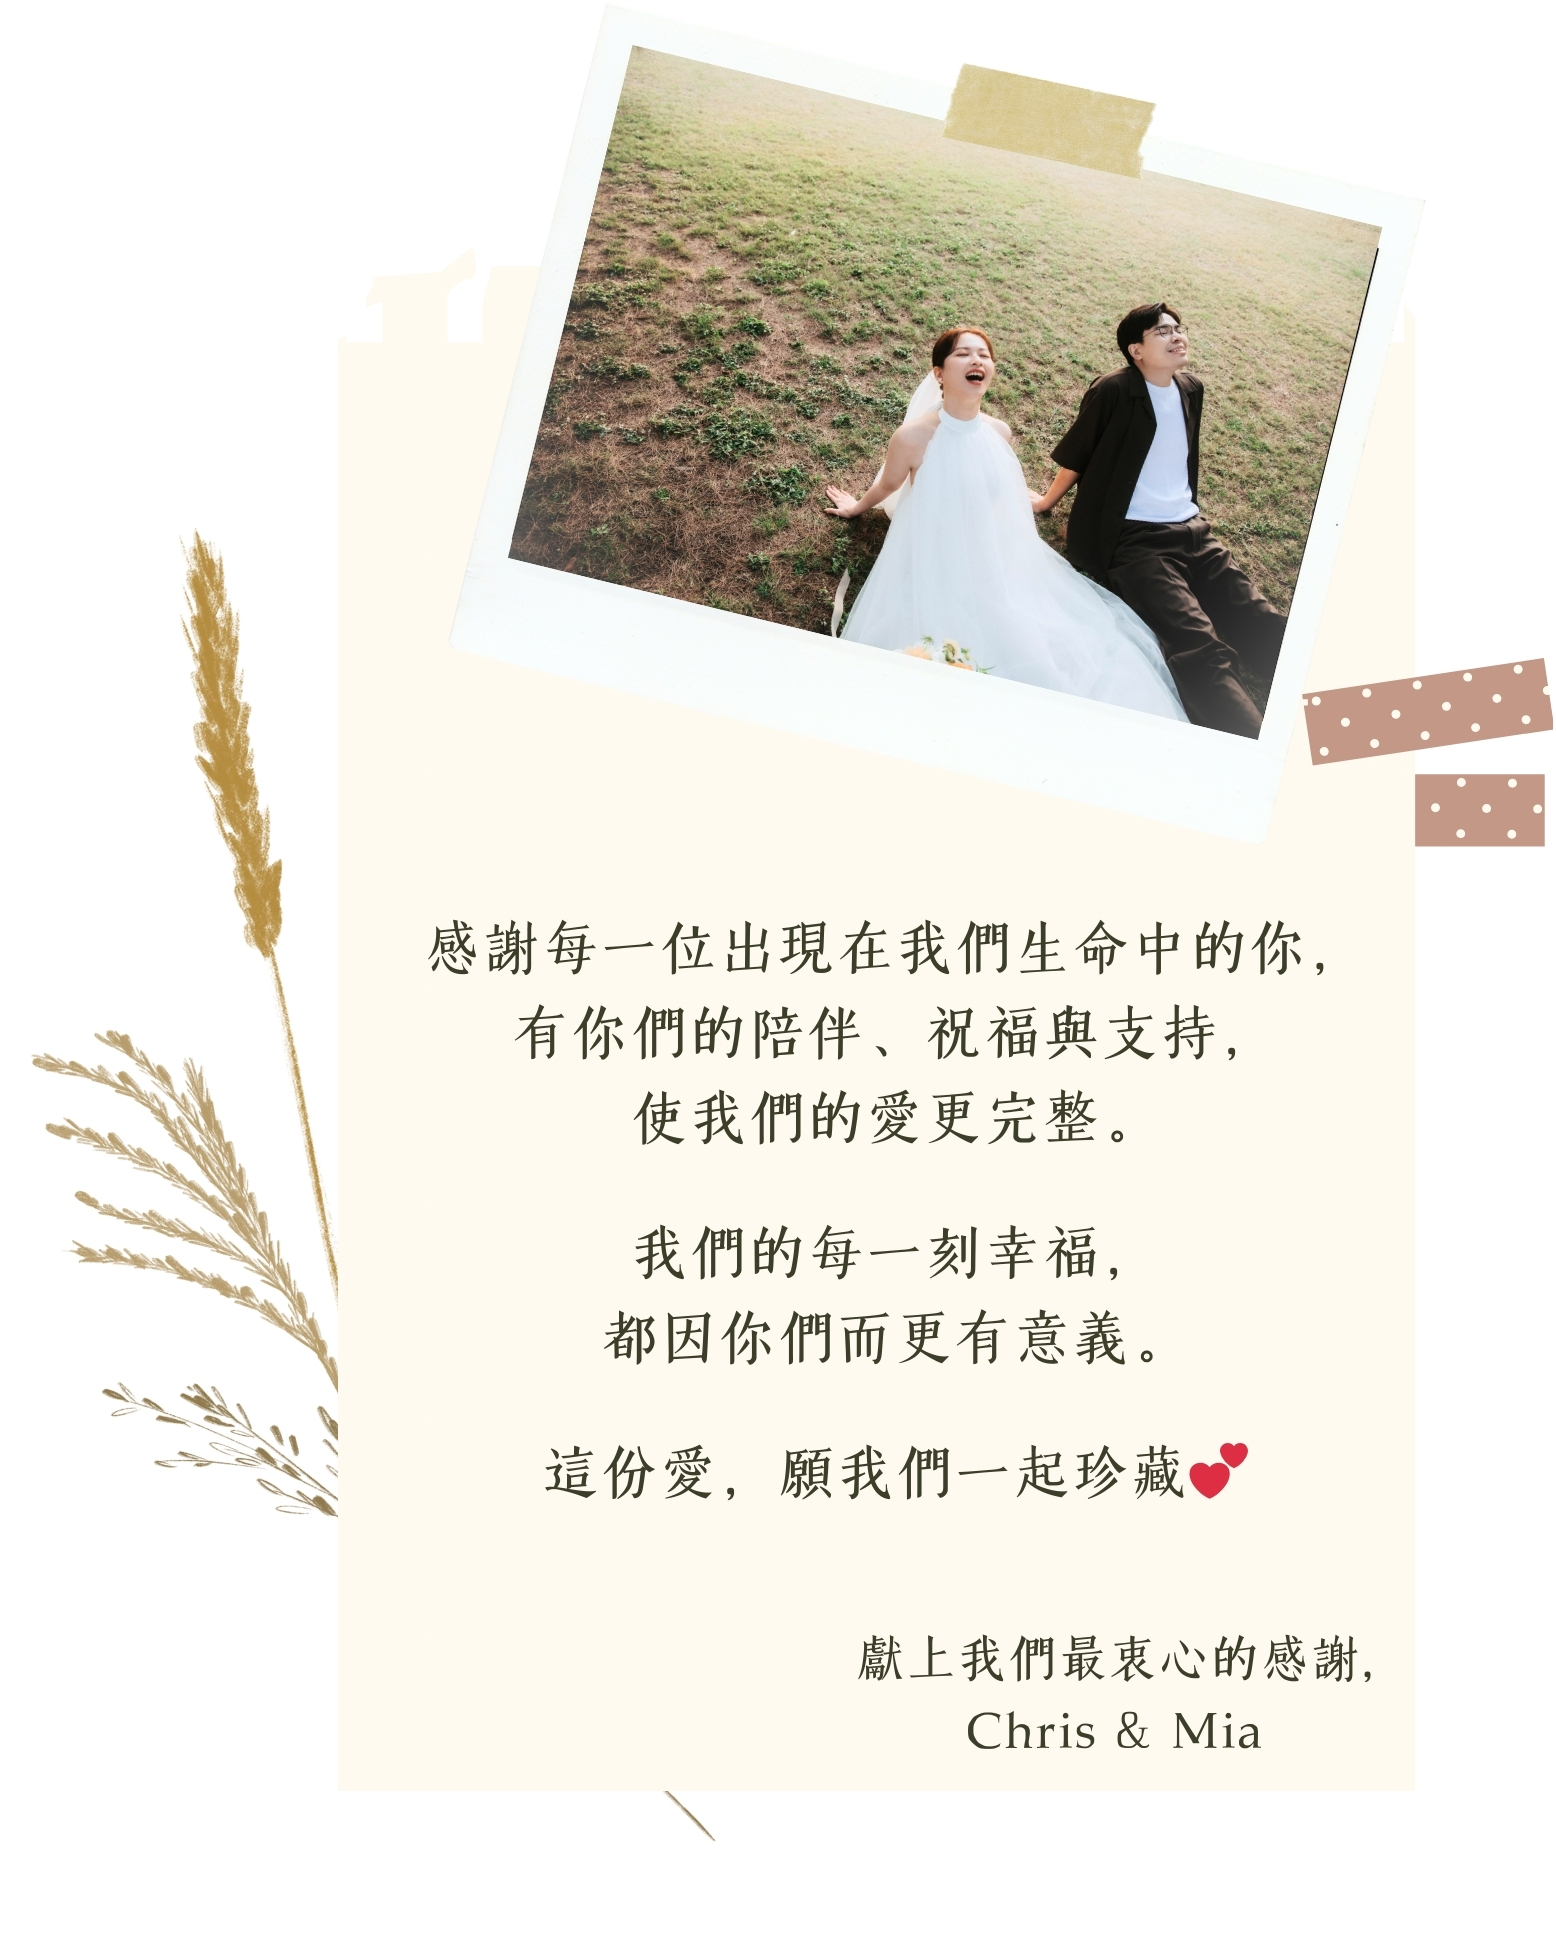 感謝每一位出現在我們生命中的你，
有你們的陪伴、祝福與支持，
使我們的愛更完整。
我們的每一刻幸福，
都因你們而更有意義。
這份愛，願我們一起珍藏💕
獻上我們最衷心的感謝，
Chris & Mia